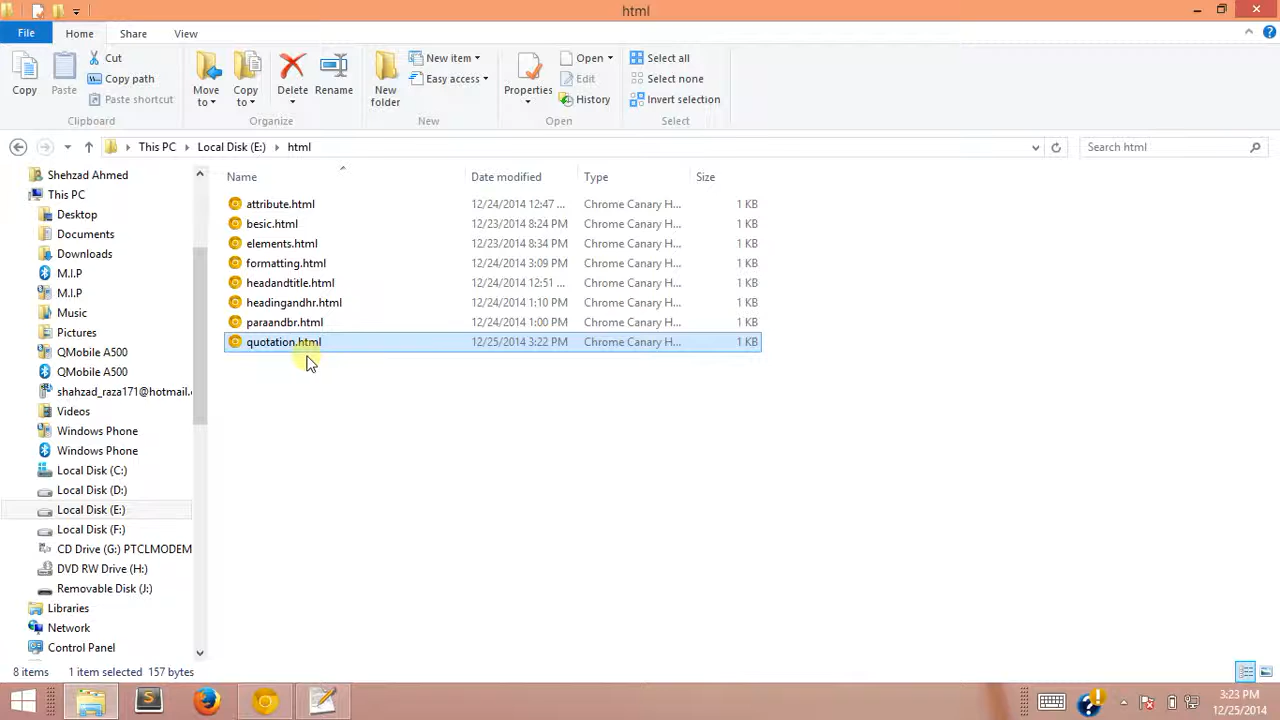 html
File Home Share View
Copy
Paste
Cut
Copy path
Paste shortcut
Clipboard
Move to
Copy to
Delete
Rename
Organize
New folder
New item
Easy access
New
Properties
Open
Edit
History
Open
Select all
Select none
Invert selection
Select
This PC Local Disk (E:) html
Search html
Name Date modified Type Size
attribute.html 12/24/2014 12:47 ... Chrome Canary H... 1 KB
besic.html 12/23/2014 8:24 PM Chrome Canary H... 1 KB
elements.html 12/23/2014 8:34 PM Chrome Canary H... 1 KB
formatting.html 12/24/2014 3:09 PM Chrome Canary H... 1 KB
headandtitle.html 12/24/2014 12:51 ... Chrome Canary H... 1 KB
headingandhr.html 12/24/2014 1:10 PM Chrome Canary H... 1 KB
paraandbr.html 12/24/2014 1:00 PM Chrome Canary H... 1 KB
quotation.html 12/25/2014 3:22 PM Chrome Canary H... 1 KB
Shehzad Ahmed
This PC
Desktop
Documents
Downloads
M.I.P
M.I.P
Music
Pictures
QMobile A500
QMobile A500
shahzad_raza171@hotmail.
Videos
Windows Phone
Windows Phone
Local Disk (C:)
Local Disk (D:)
Local Disk (E:)
Local Disk (F:)
CD Drive (G:) PTCLMODEM
DVD RW Drive (H:)
Removable Disk (J:)
Libraries
Network
Control Panel
8 items 1 item selected 157 bytes
3:23 PM
12/25/2014